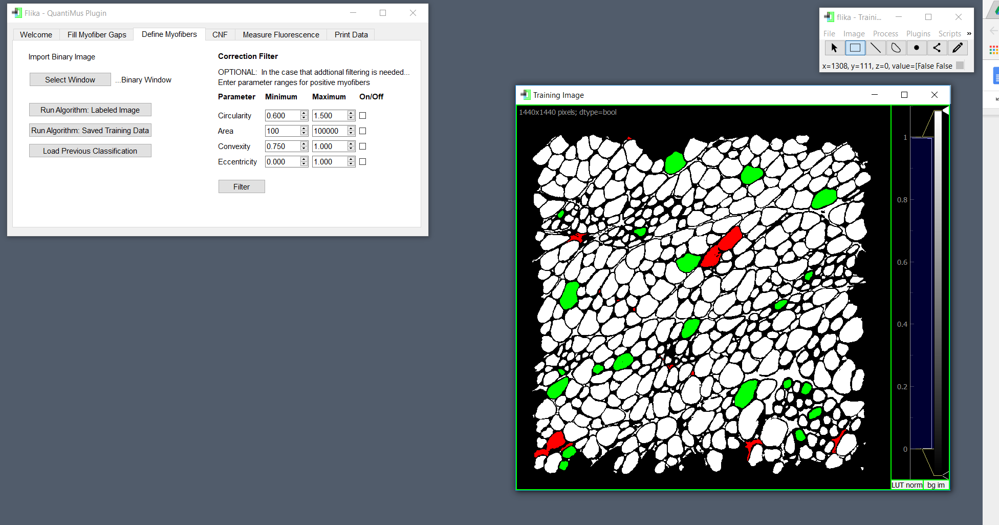 Flika - QuantiMus Plugin
Welcome
Fill Myofiber Gaps
Define Myofibers
CNF
Measure Fluorescence
Print Data
Import Binary Image
Select Window
...Binary Window
Run Algorithm: Labeled Image
Run Algorithm: Saved Training Data
Load Previous Classification
Correction Filter
OPTIONAL:  In the case that addtional filtering is needed...
Enter parameter ranges for positive myofibers
Parameter Minimum Maximum On/Off
Circularity 0.600 1.500
Area 100 100000
Convexity 0.750 1.000
Eccentricity 0.000 1.000
Filter
flika - Traini...
File Image Process Plugins Scripts »
x=1308, y=111, z=0, value=[False False
Training Image
1440x1440 pixels; dtype=bool
1
0.8
0.6
0.4
0.2
0
LUT norm bg im